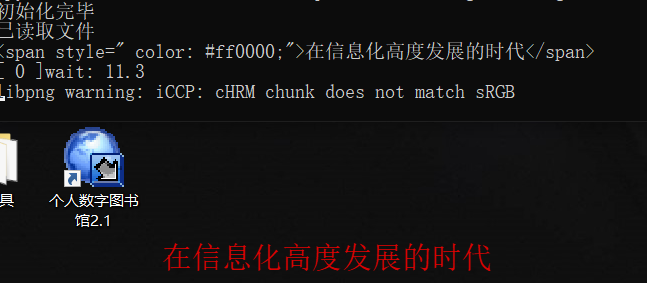 初始化完毕
已读取文件
<span style=" color: #ff0000;">在信息化高度发展的时代</span>
[ 0 ]wait: 11.3
libpng warning: iCCP: cHRM chunk does not match sRGB
具
个人数字图书
馆2.1
在信息化高度发展的时代